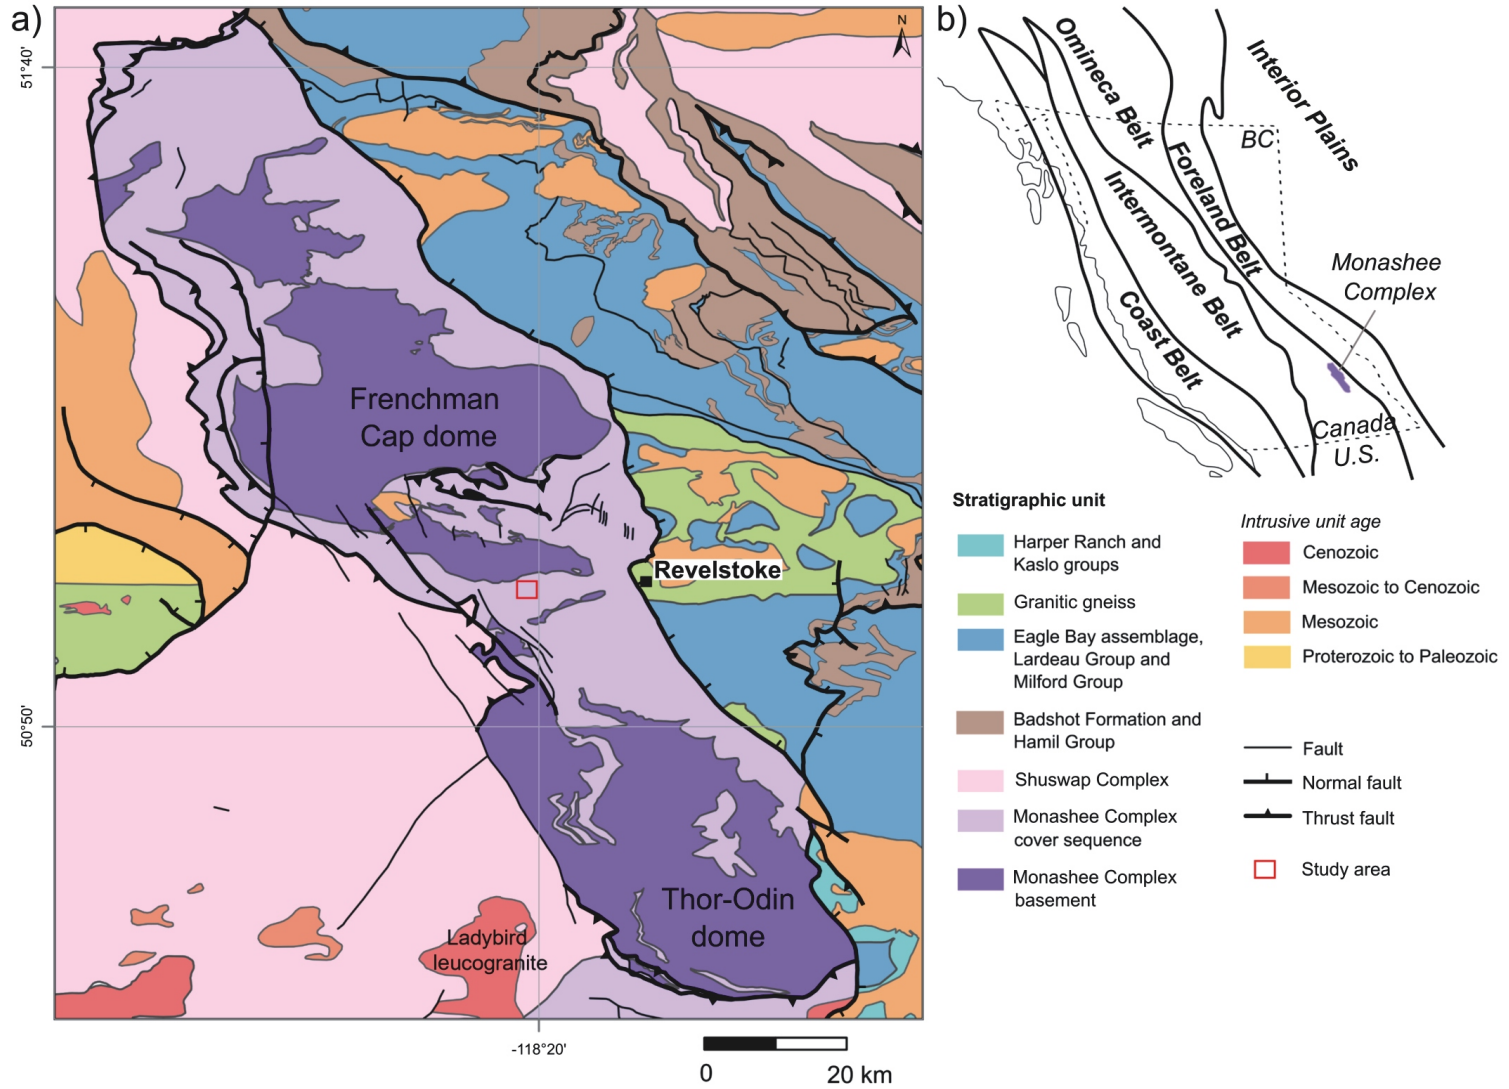 a)
N
51°40'
50°50'
-118°20'
Frenchman
Cap dome
Revelstoke
Thor-Odin
dome
Ladybird
leucogranite
0
20 km
b)
Omineca Belt
Interior Plains
BC
Foreland Belt
Intermontane Belt
Coast Belt
Monashee
Complex
Canada
U.S.
Stratigraphic unit
Harper Ranch and
Kaslo groups
Granitic gneiss
Eagle Bay assemblage,
Lardeau Group and
Milford Group
Badshot Formation and
Hamil Group
Shuswap Complex
Monashee Complex
cover sequence
Monashee Complex
basement
Intrusive unit age
Cenozoic
Mesozoic to Cenozoic
Mesozoic
Proterozoic to Paleozoic
Fault
Normal fault
Thrust fault
Study area